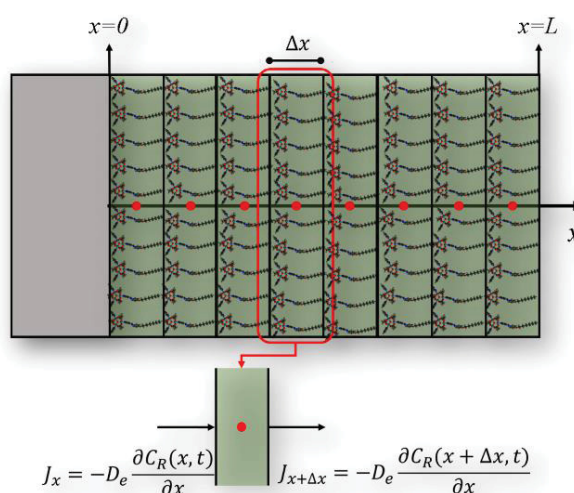 x=0
x=L
Δx
x
J_x = -D_e ∂C_R(x, t)/∂x
J_{x+Δx} = -D_e ∂C_R(x + Δx, t)/∂x